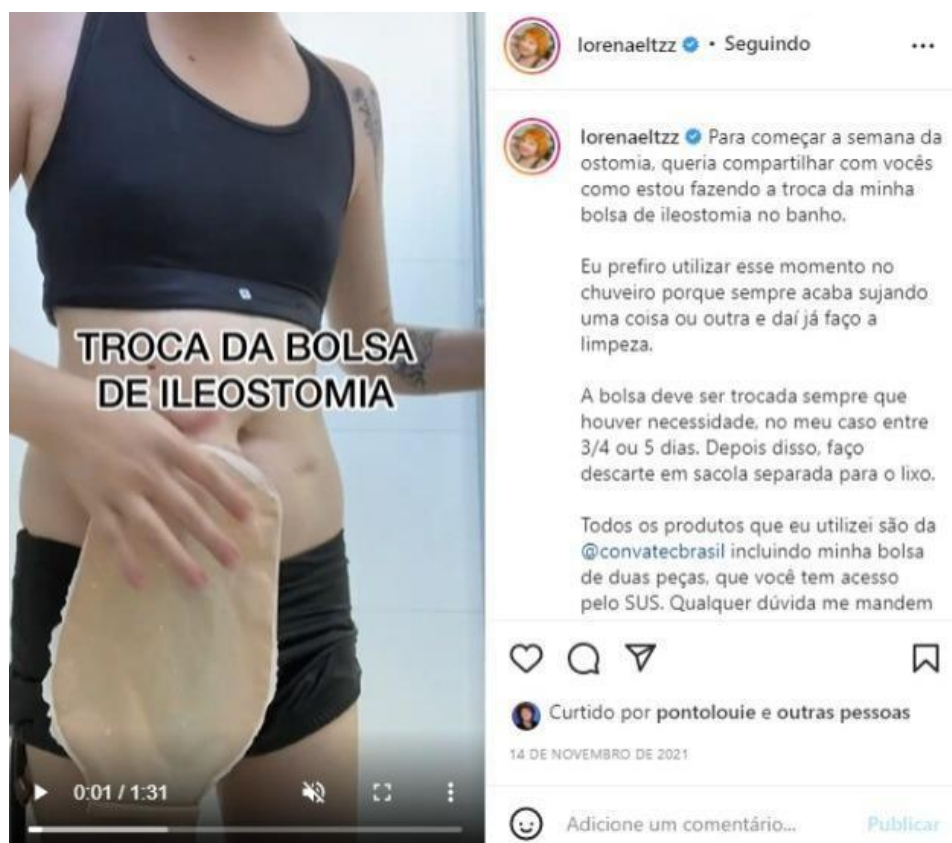 TROCA DA BOLSA
DE ILEOSTOMIA
0:01 / 1:31
lorenaeltzz • Seguindo
lorenaeltzz Para começar a semana da
ostomia, queria compartilhar com vocês
como estou fazendo a troca da minha
bolsa de ileostomia no banho.
Eu prefiro utilizar esse momento no
chuveiro porque sempre acaba sujando
uma coisa ou outra e daí já faço a
limpeza.
A bolsa deve ser trocada sempre que
houver necessidade, no meu caso entre
3/4 ou 5 dias. Depois disso, faço
descarte em sacola separada para o lixo.
Todos os produtos que eu utilizei são da
@convatecbrasil incluindo minha bolsa
de duas peças, que você tem acesso
pelo SUS. Qualquer dúvida me mandem
Curtido por pontolouie e outras pessoas
14 DE NOVEMBRO DE 2021
Adicione um comentário... Publicar